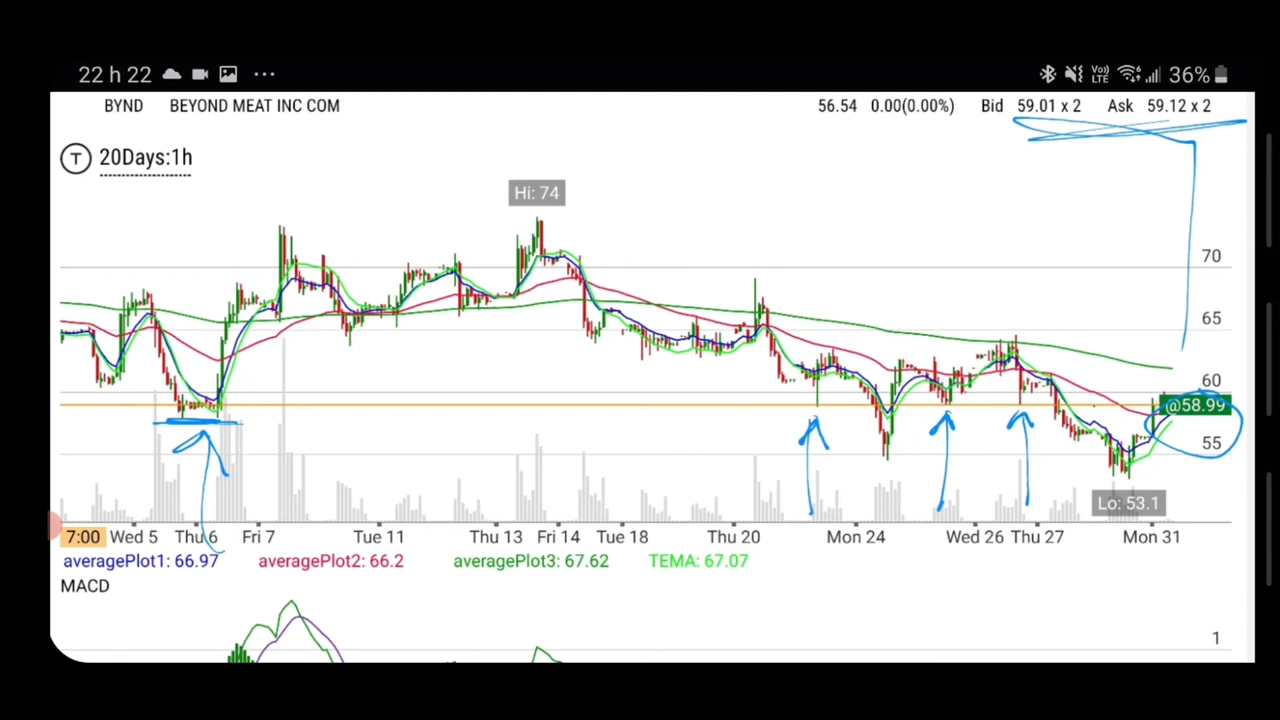 22 h 22 ... Vo)) LTE 6 36%
BYND BEYOND MEAT INC COM 56.54 0.00(0.00%) Bid 59.01 x 2 Ask 59.12 x 2
T 20Days:1h
Hi: 74
70
65
60
@58.99
55
Lo: 53.1
7:00 Wed 5 Thu 6 Fri 7 Tue 11 Thu 13 Fri 14 Tue 18 Thu 20 Mon 24 Wed 26 Thu 27 Mon 31
averagePlot1: 66.97 averagePlot2: 66.2 averagePlot3: 67.62 TEMA: 67.07
MACD
1